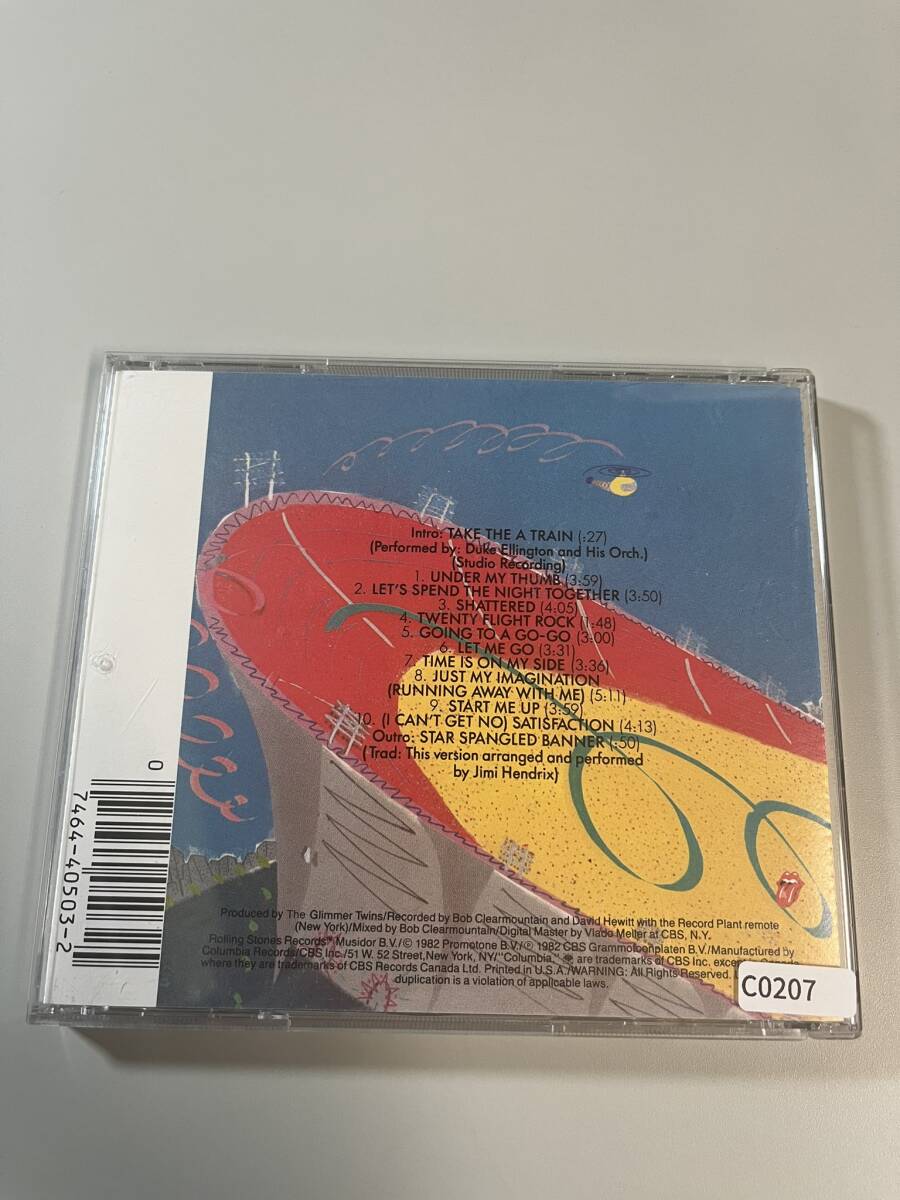 Intro: TAKE THE A TRAIN (:27)
(Performed by: Duke Ellington and His Orch.)
(Studio Recording)
1. UNDER MY THUMB (3:59)
2. LET'S SPEND THE NIGHT TOGETHER (3:50)
3. SHATTERED (4:05)
4. TWENTY FLIGHT ROCK (1:48)
5. GOING TO A GO-GO (3:00)
6. LET ME GO (3:31)
7. TIME IS ON MY SIDE (3:36)
8. JUST MY IMAGINATION
(RUNNING AWAY WITH ME) (5:11)
9. START ME UP (3:59)
10. (I CAN'T GET NO) SATISFACTION (4:13)
Outro: STAR SPANGLED BANNER (:50)
(Trad: This version arranged and performed
by Jimi Hendrix)
0 7464-40503-2
Produced by The Glimmer Twins/Recorded by Bob Clearmountain and David Hewitt with the Record Plant remote
(New York)/Mixed by Bob Clearmountain/Digital Master by Vlado Meller at CBS, N.Y.
Rolling Stones Records™ Musidor B.V./© 1982 Promotone B.V./℗ 1982 CBS Grammofoonplaten B.V./Manufactured by
Columbia Records/CBS Inc./51 W. 52 Street, New York, NY/"Columbia," are trademarks of CBS Inc. except
where they are trademarks of CBS Records Canada Ltd. Printed in U.S.A./WARNING: All Rights Reserved.
duplication is a violation of applicable laws.
C0207